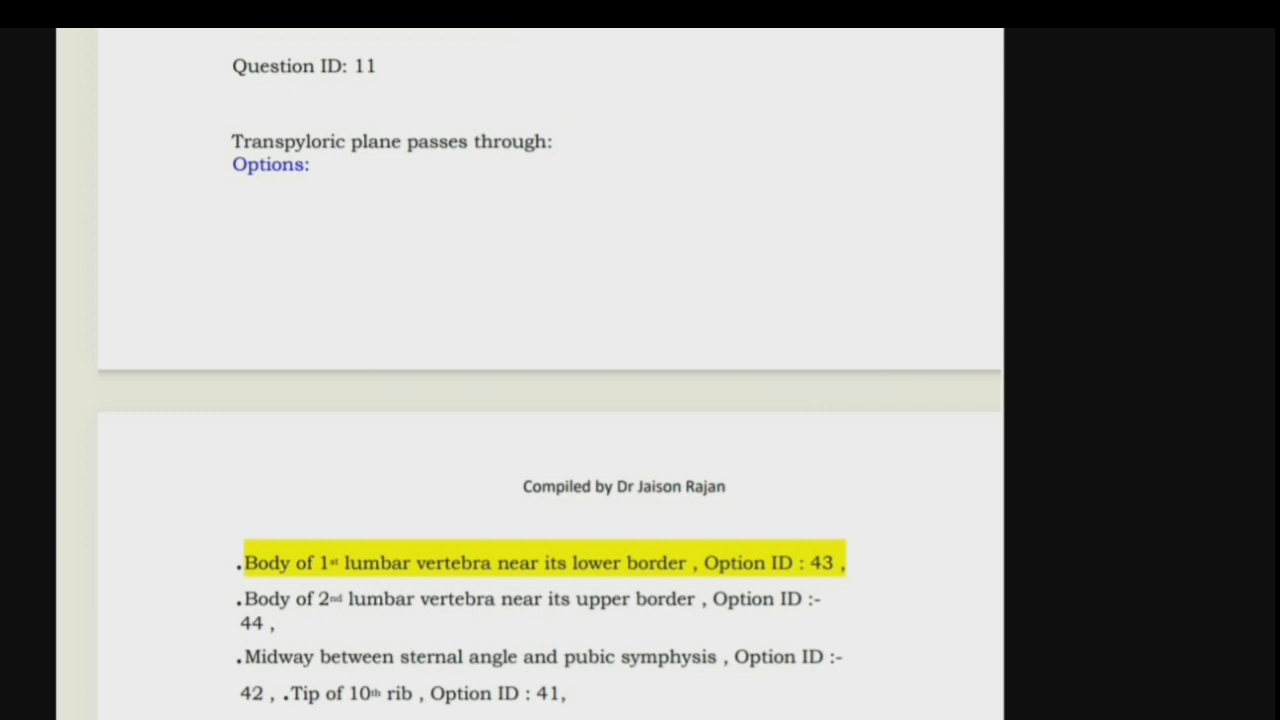 Question ID: 11
Transpyloric plane passes through:
Options:
Compiled by Dr Jaison Rajan
.Body of 1st lumbar vertebra near its lower border , Option ID : 43 ,
.Body of 2nd lumbar vertebra near its upper border , Option ID :-
44 ,
.Midway between sternal angle and pubic symphysis , Option ID :-
42 , .Tip of 10th rib , Option ID : 41,